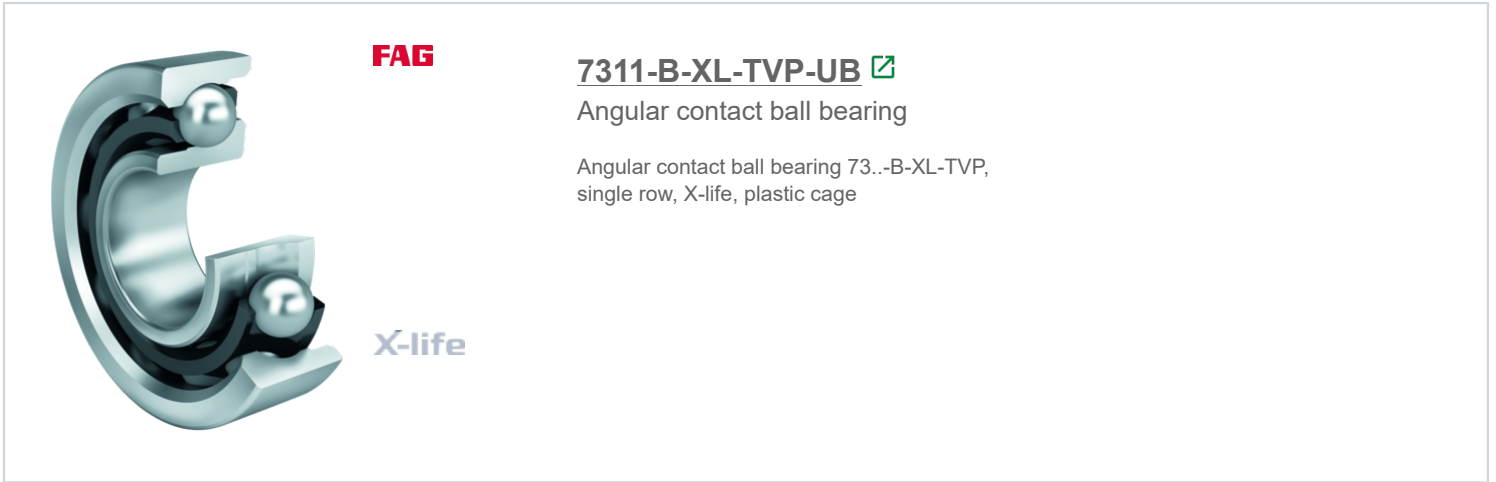 FAG
7311-B-XL-TVP-UB
Angular contact ball bearing
Angular contact ball bearing 73..-B-XL-TVP,
single row, X-life, plastic cage
X-life